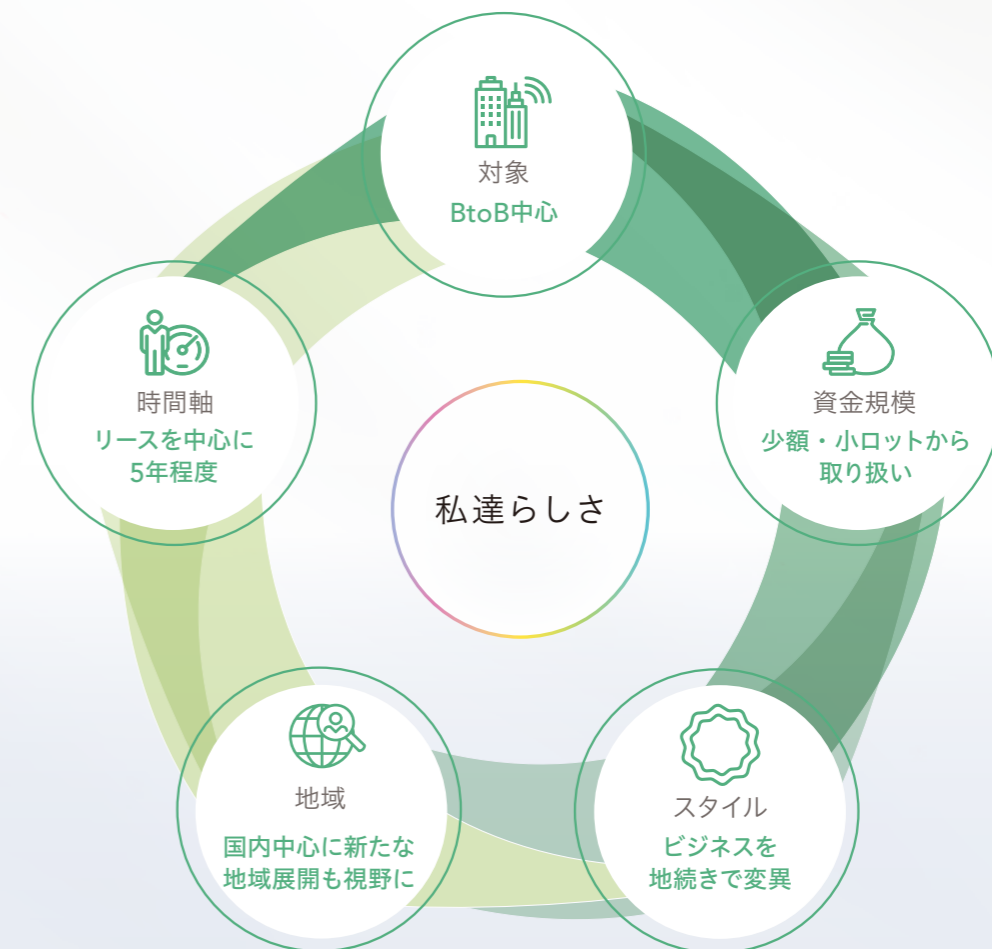 対象
BtoB中心
時間軸
リースを中心に
5年程度
資金規模
少額・小ロットから
取り扱い
私達らしさ
地域
国内中心に新たな
地域展開も視野に
スタイル
ビジネスを
地続きで変異